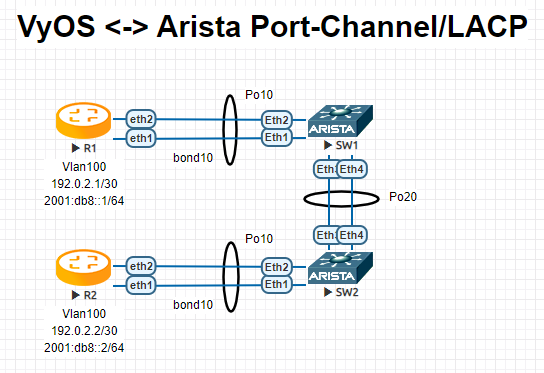 VyOS <-> Arista Port-Channel/LACP
Po10
eth2
Eth2
eth1
Eth1
ARISTA
R1
SW1
bond10
Vlan100
192.0.2.1/30
2001:db8::1/64
Eth4
Po20
Po10
Eth4
eth2
Eth2
eth1
Eth1
ARISTA
R2
SW2
bond10
Vlan100
192.0.2.2/30
2001:db8::2/64